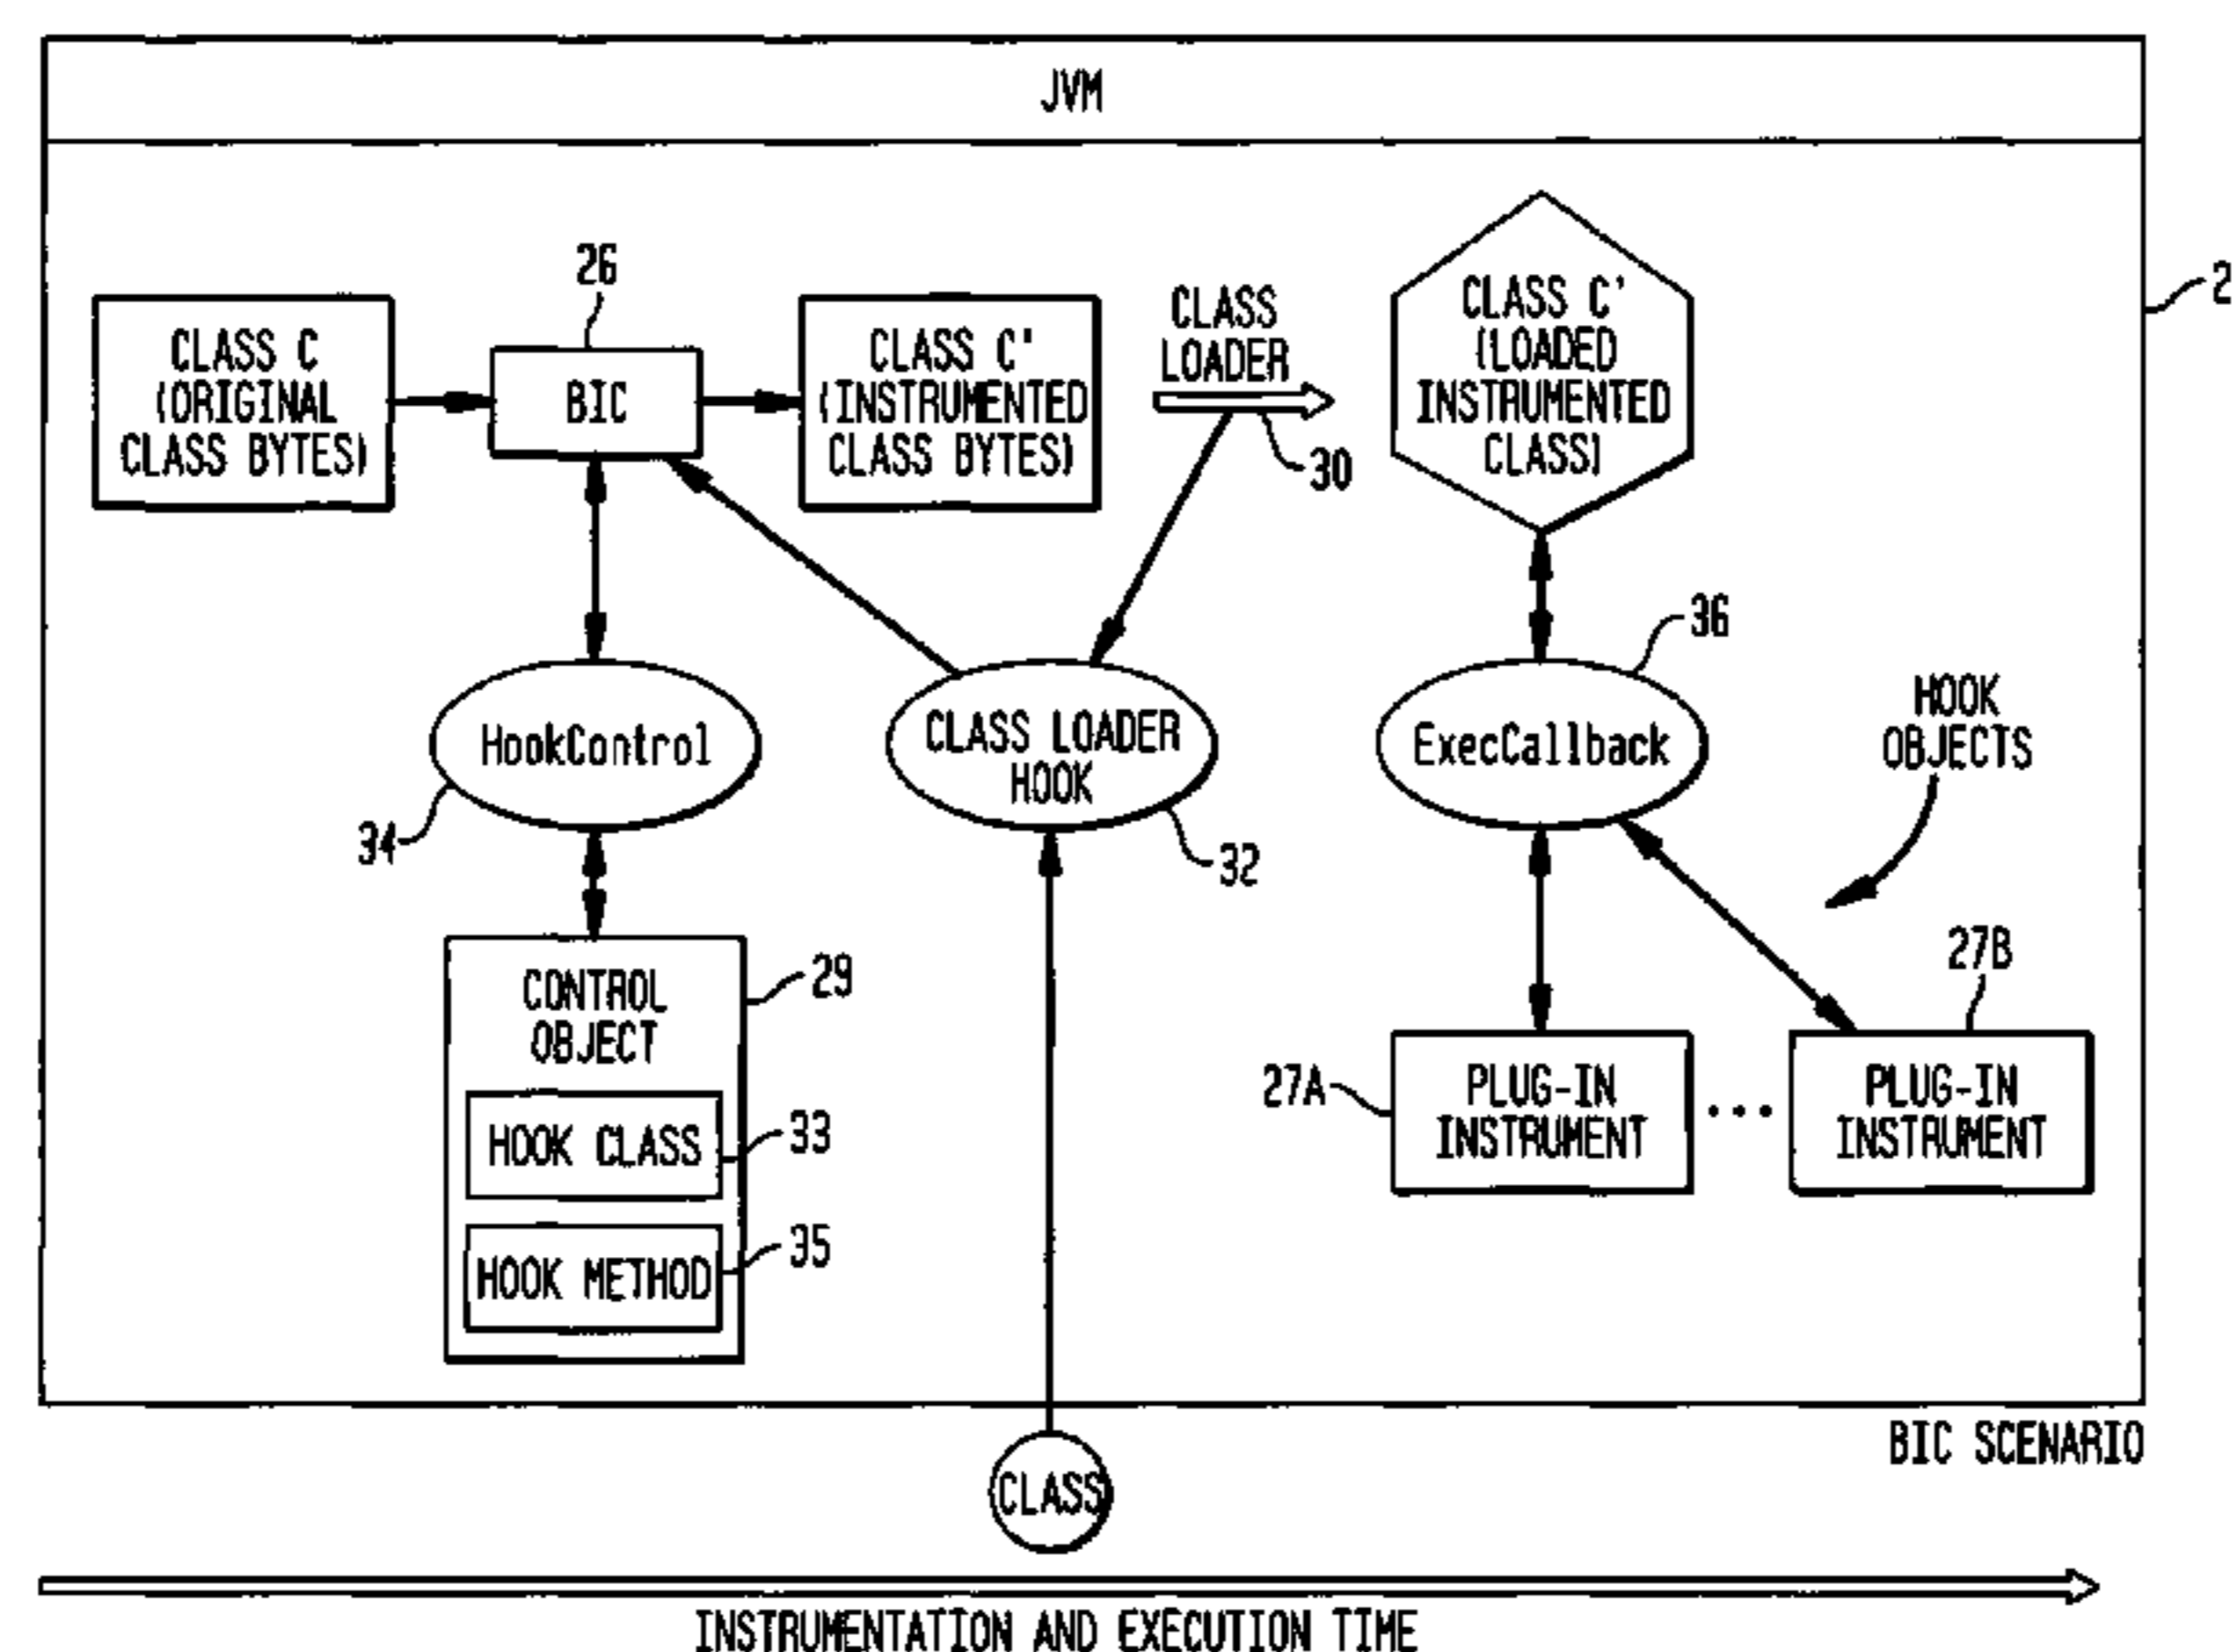 JVM
26
CLASS C
(ORIGINAL
CLASS BYTES)
BIC
CLASS C'
(INSTRUMENTED
CLASS BYTES)
CLASS
LOADER
30
CLASS C'
(LOADED
INSTRUMENTED
CLASS)
2
HookControl
34
CLASS LOADER
HOOK
32
ExecCallback
36
HOOK
OBJECTS
CONTROL
OBJECT
29
HOOK CLASS
33
HOOK METHOD
35
27A
PLUG-IN
INSTRUMENT
...
27B
PLUG-IN
INSTRUMENT
BIC SCENARIO
CLASS
INSTRUMENTATION AND EXECUTION TIME